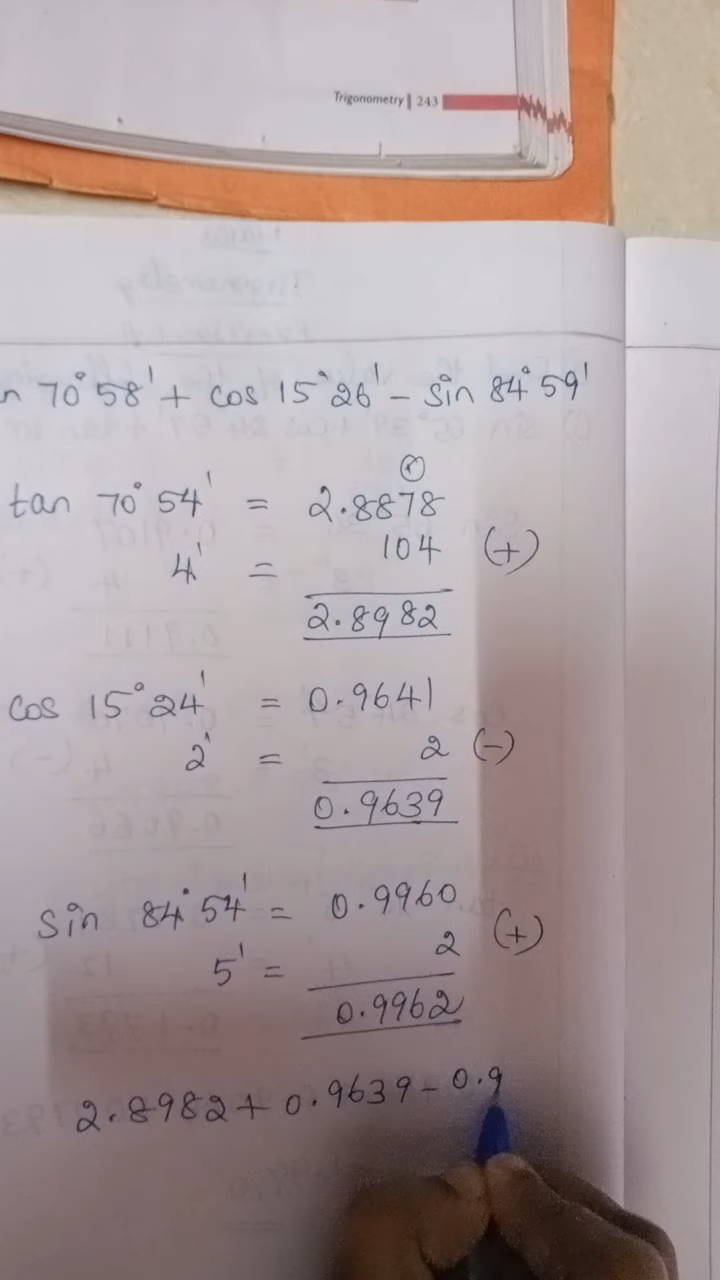 Trigonometry | 243
n 70°58' + cos 15°26' - sin 84°59'
tan 70°54' = 2.8878
4' = 104 (+)
2.8982
cos 15°24' = 0.9641
2' = 2 (-)
0.9639
sin 84°54' = 0.9960
5' = 2 (+)
0.9962
2.8982 + 0.9639 - 0.9